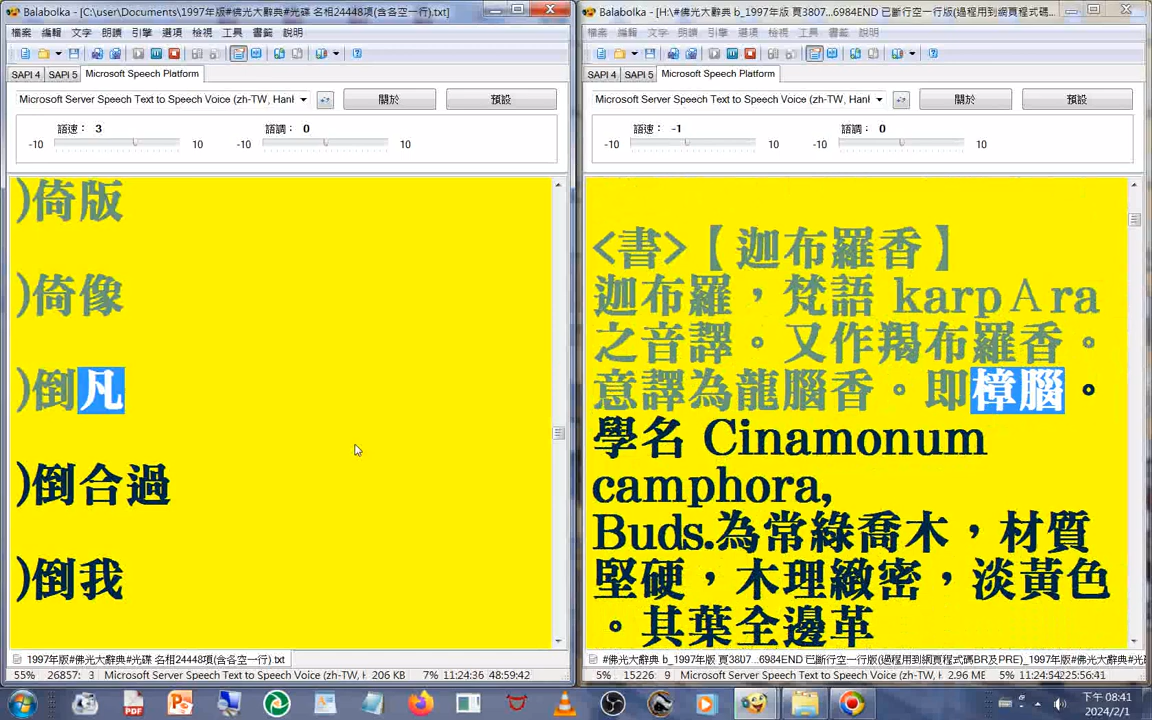 Balabolka - [C:\user\Documents\1997年版#佛光大辭典#光碟 名相24448項(含各空一行).txt]
檔案 編輯 文字 朗讀 引擎 選項 檢視 工具 書籤 說明
SAPI 4 SAPI 5 Microsoft Speech Platform
Microsoft Server Speech Text to Speech Voice (zh-TW, Hanl
關於 預設
語速： 3 語調： 0
-10 10 -10 10
)倚版
)倚像
)倒凡
)倒合過
)倒我
1997年版#佛光大辭典#光碟 名相24448項(含各空一行).txt
55% 26857: 3 Microsoft Server Speech Text to Speech Voice (zh-TW, H 206 KB 7% 11:24:36 48:59:42
Balabolka - [H:\#佛光大辭典 b_1997年版 頁3807...6984END 已斷行空一行版(過程用到網頁程式碼
檔案 編輯 文字 朗讀 引擎 選項 檢視 工具 書籤 說明
SAPI 4 SAPI 5 Microsoft Speech Platform
Microsoft Server Speech Text to Speech Voice (zh-TW, Hanl
關於 預設
語速： -1 語調： 0
-10 10 -10 10
<書>【迦布羅香】
迦布羅，梵語 karpＡra
之音譯。又作羯布羅香。
意譯為龍腦香。即樟腦。
學名 Cinamonum
camphora,
Buds.為常綠喬木，材質
堅硬，木理緻密，淡黃色
。其葉全邊革
#佛光大辭典 b_1997年版 頁3807...6984END 已斷行空一行版(過程用到網頁程式碼BR及PRE)_1997年版#光
5% 15226: 9 Microsoft Server Speech Text to Speech Voice (zh-TW, H 2.96 ME 5% 11:24:54225:56:41
下午 08:41
2024/2/1